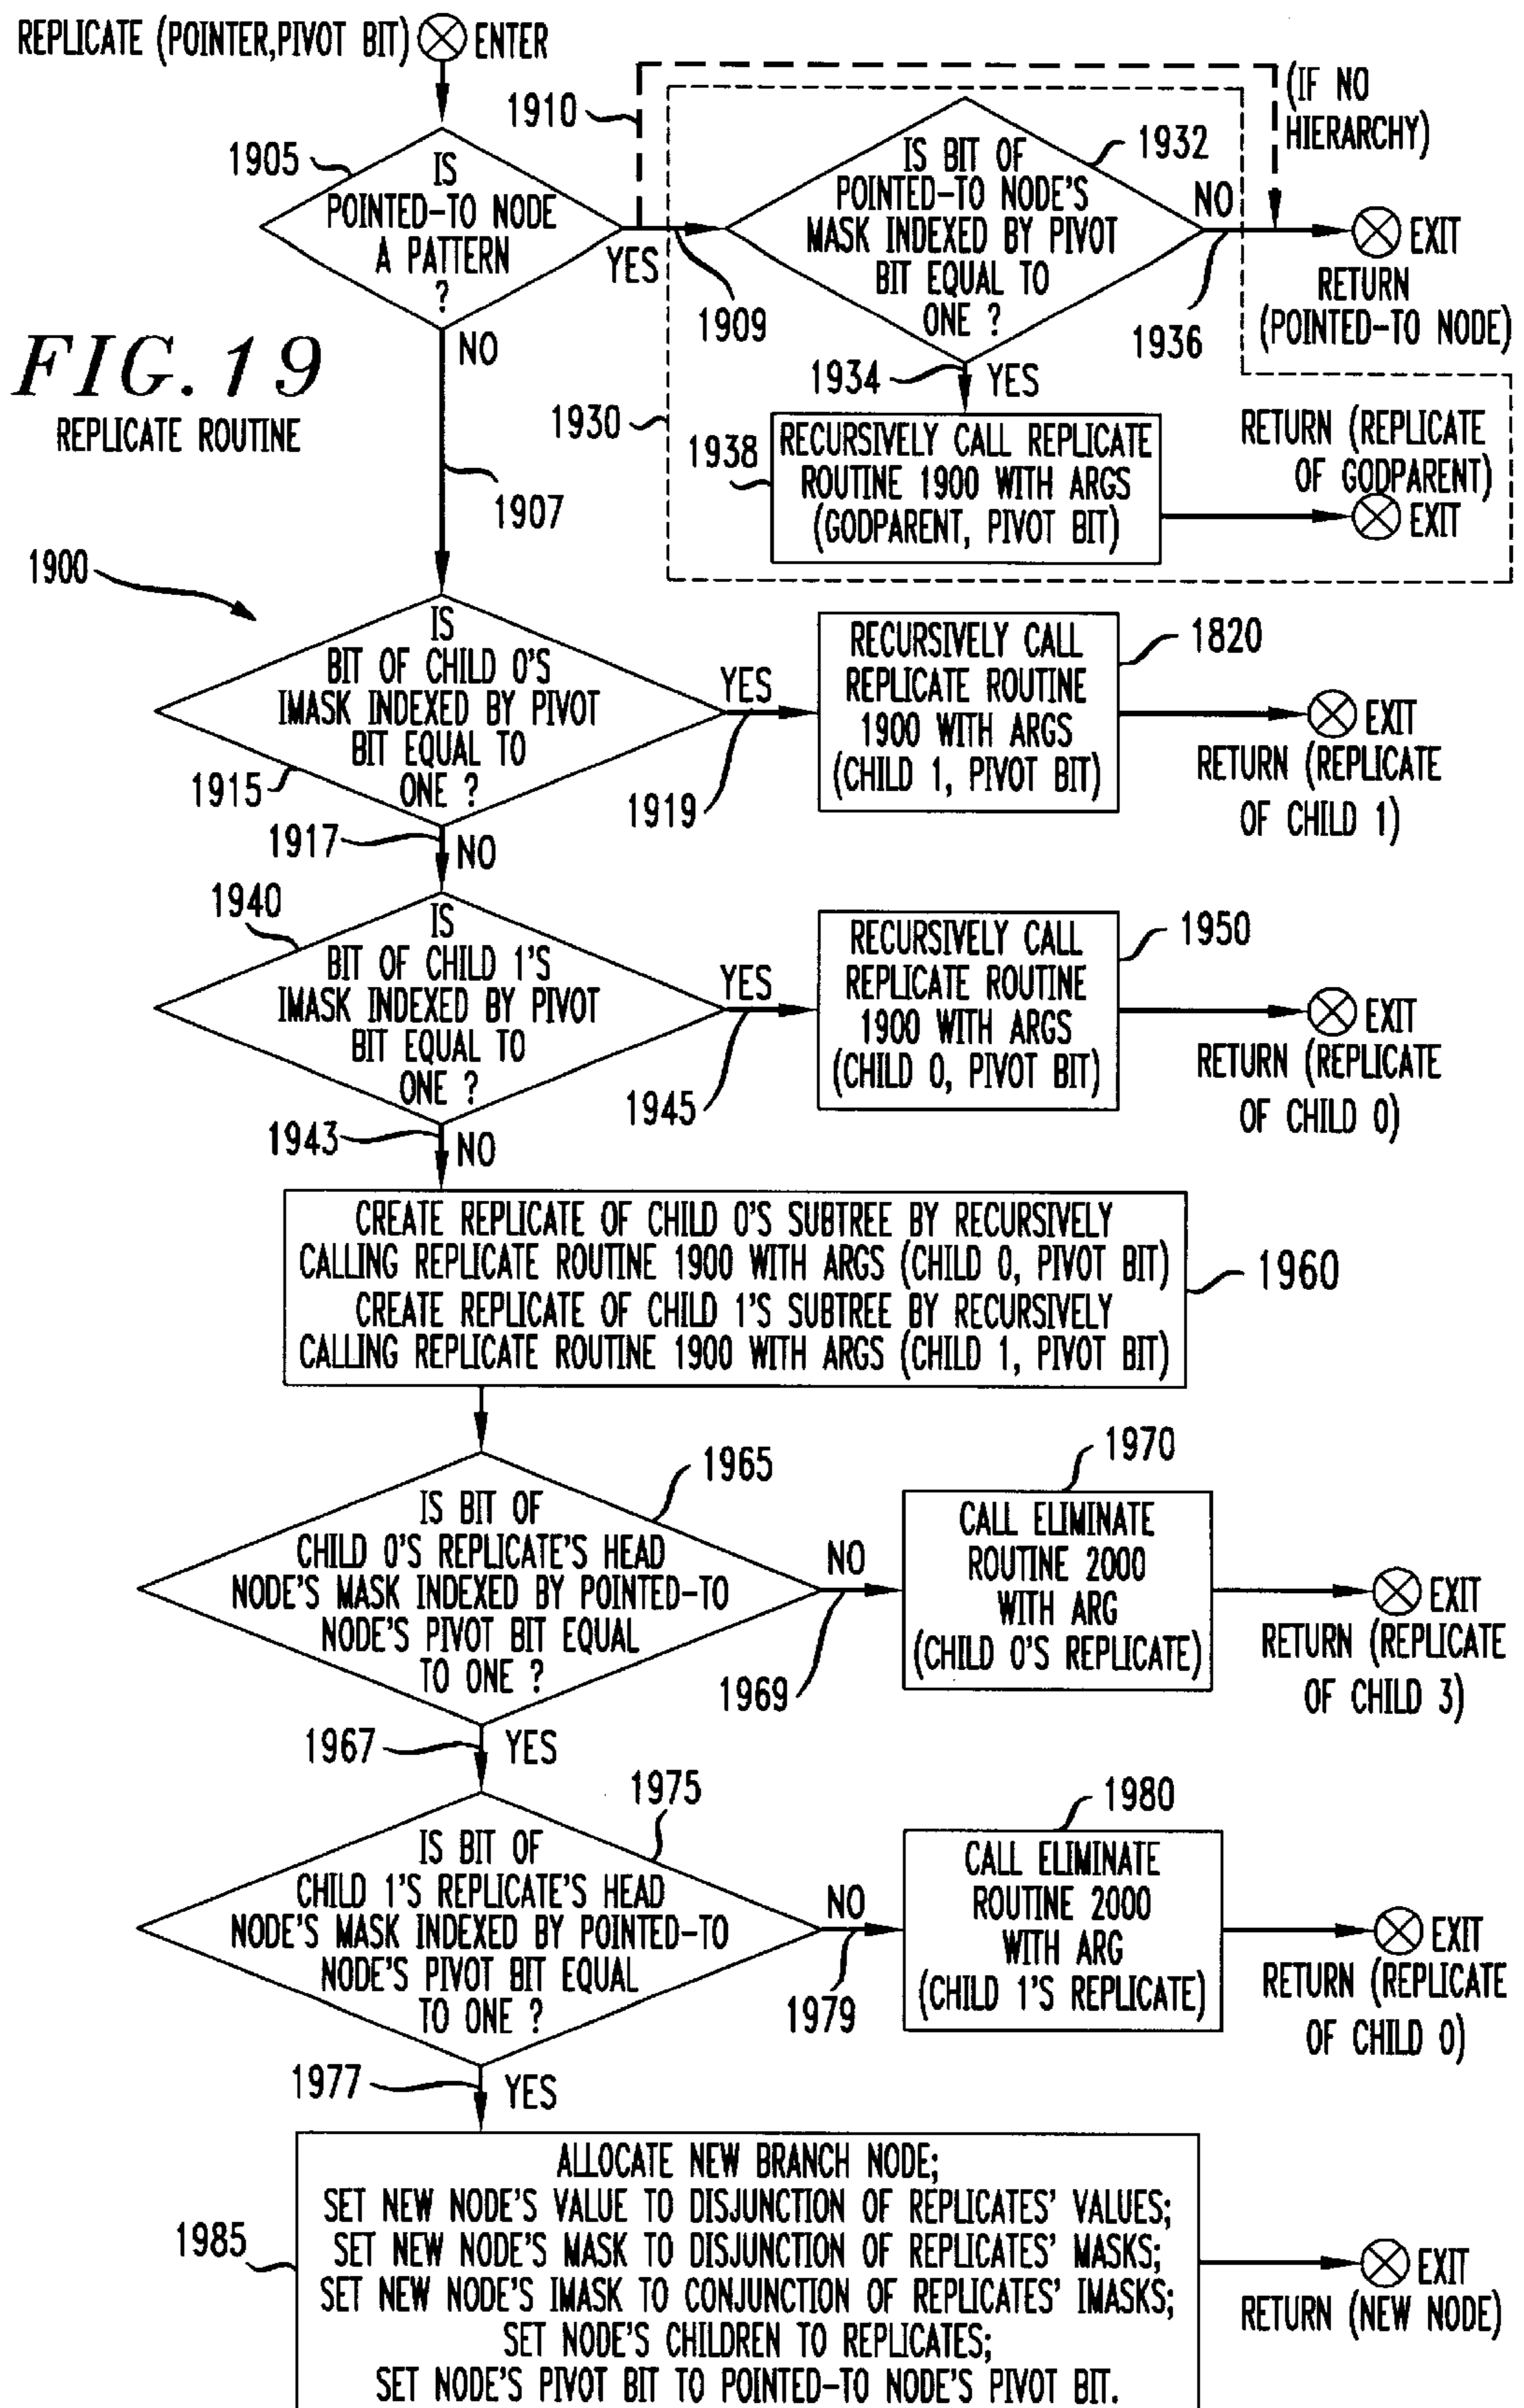 REPLICATE (POINTER,PIVOT BIT) ENTER
1910
(IF NO
HIERARCHY)
1905
IS
POINTED-TO NODE
A PATTERN
?
YES
1909
IS BIT OF
POINTED-TO NODE'S
MASK INDEXED BY PIVOT
BIT EQUAL TO
ONE ?
1932
NO
1936
EXIT
RETURN
(POINTED-TO NODE)
NO
FIG. 19
REPLICATE ROUTINE
1934
YES
1930
1938
RECURSIVELY CALL REPLICATE
ROUTINE 1900 WITH ARGS
(GODPARENT, PIVOT BIT)
RETURN (REPLICATE
OF GODPARENT)
EXIT
1907
1900
IS
BIT OF CHILD 0'S
IMASK INDEXED BY PIVOT
BIT EQUAL TO
ONE ?
1915
YES
1919
RECURSIVELY CALL
REPLICATE ROUTINE
1900 WITH ARGS
(CHILD 1, PIVOT BIT)
1820
EXIT
RETURN (REPLICATE
OF CHILD 1)
1917
NO
1940
IS
BIT OF CHILD 1'S
IMASK INDEXED BY PIVOT
BIT EQUAL TO
ONE ?
YES
1945
RECURSIVELY CALL
REPLICATE ROUTINE
1900 WITH ARGS
(CHILD 0, PIVOT BIT)
1950
EXIT
RETURN (REPLICATE
OF CHILD 0)
1943
NO
CREATE REPLICATE OF CHILD 0'S SUBTREE BY RECURSIVELY
CALLING REPLICATE ROUTINE 1900 WITH ARGS (CHILD 0, PIVOT BIT)
CREATE REPLICATE OF CHILD 1'S SUBTREE BY RECURSIVELY
CALLING REPLICATE ROUTINE 1900 WITH ARGS (CHILD 1, PIVOT BIT)
1960
IS BIT OF
CHILD 0'S REPLICATE'S HEAD
NODE'S MASK INDEXED BY POINTED-TO
NODE'S PIVOT BIT EQUAL
TO ONE ?
1965
NO
1969
1970
CALL ELIMINATE
ROUTINE 2000
WITH ARG
(CHILD 0'S REPLICATE)
EXIT
RETURN (REPLICATE
OF CHILD 3)
1967
YES
1975
IS BIT OF
CHILD 1'S REPLICATE'S HEAD
NODE'S MASK INDEXED BY POINTED-TO
NODE'S PIVOT BIT EQUAL
TO ONE ?
NO
1979
1980
CALL ELIMINATE
ROUTINE 2000
WITH ARG
(CHILD 1'S REPLICATE)
EXIT
RETURN (REPLICATE
OF CHILD 0)
1977
YES
1985
ALLOCATE NEW BRANCH NODE;
SET NEW NODE'S VALUE TO DISJUNCTION OF REPLICATES' VALUES;
SET NEW NODE'S MASK TO DISJUNCTION OF REPLICATES' MASKS;
SET NEW NODE'S IMASK TO CONJUNCTION OF REPLICATES' IMASKS;
SET NODE'S CHILDREN TO REPLICATES;
SET NODE'S PIVOT BIT TO POINTED-TO NODE'S PIVOT BIT.
EXIT
RETURN (NEW NODE)